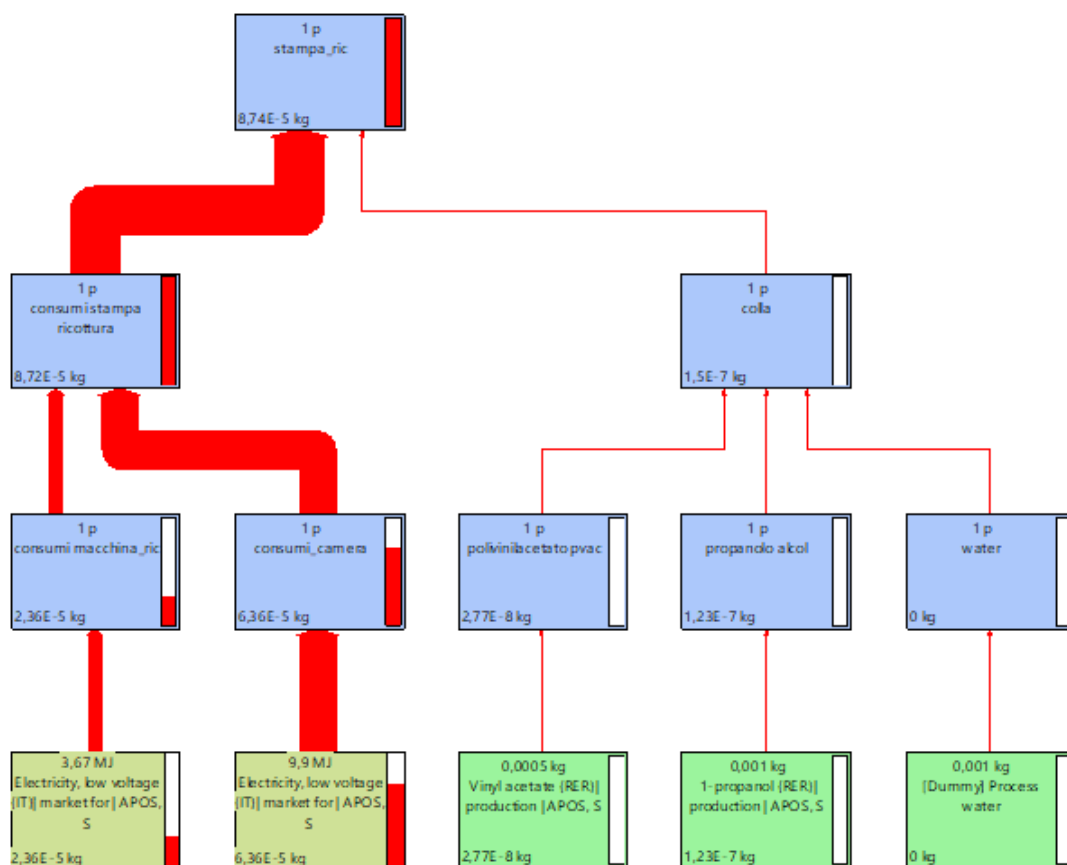 1 p
stampa_ric
8,74E-5 kg
1 p
consumi stampa
ricottura
8,72E-5 kg
1 p
colla
1,5E-7 kg
1 p
consumi macchina_ric
2,36E-5 kg
1 p
consumi_camera
6,36E-5 kg
1 p
polivinilacetato pvac
2,77E-8 kg
1 p
propanolo alcol
1,23E-7 kg
1 p
water
0 kg
3,67 MJ
Electricity, low voltage
{IT}| market for | APOS,
S
2,36E-5 kg
9,9 MJ
Electricity, low voltage
{IT}| market for | APOS,
S
6,36E-5 kg
0,0005 kg
Vinyl acetate {RER}|
production | APOS, S
2,77E-8 kg
0,001 kg
1-propanol {RER}|
production | APOS, S
1,23E-7 kg
0,001 kg
[Dummy] Process
water
0 kg